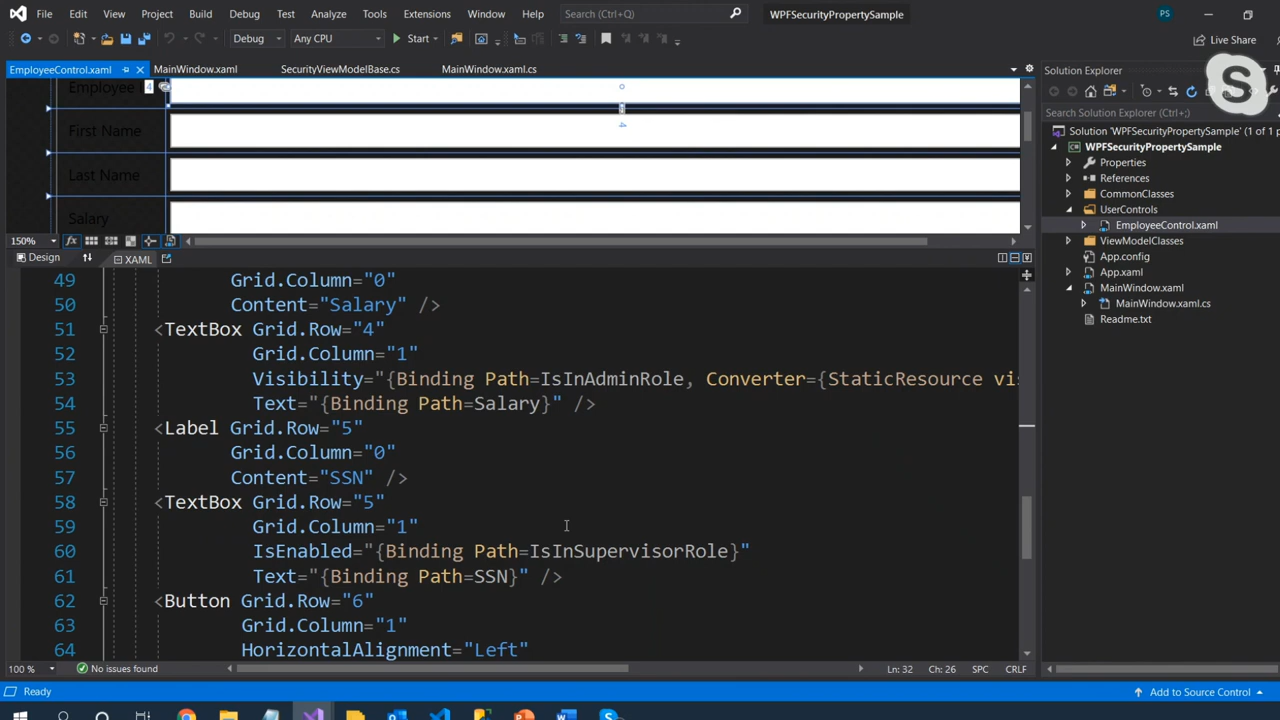 File Edit View Project Build Debug Test Analyze Tools Extensions Window Help Search (Ctrl+Q) WPFSecurityPropertySample PS
Debug Any CPU Start Live Share
EmployeeControl.xaml MainWindow.xaml SecurityViewModelBase.cs MainWindow.xaml.cs
Employee 4
First Name
Last Name
Salary
150% fx
Design XAML
49 Grid.Column="0"
50 Content="Salary" />
51 <TextBox Grid.Row="4"
52 Grid.Column="1"
53 Visibility="{Binding Path=IsInAdminRole, Converter={StaticResource vis
54 Text="{Binding Path=Salary}" />
55 <Label Grid.Row="5"
56 Grid.Column="0"
57 Content="SSN" />
58 <TextBox Grid.Row="5"
59 Grid.Column="1"
60 IsEnabled="{Binding Path=IsInSupervisorRole}"
61 Text="{Binding Path=SSN}" />
62 <Button Grid.Row="6"
63 Grid.Column="1"
64 HorizontalAlignment="Left"
100 % No issues found Ln: 32 Ch: 26 SPC CRLF
Solution Explorer
Search Solution Explorer (Ctrl+;)
Solution 'WPFSecurityPropertySample' (1 of 1 p
WPFSecurityPropertySample
Properties
References
CommonClasses
UserControls
EmployeeControl.xaml
ViewModelClasses
App.config
App.xaml
MainWindow.xaml
MainWindow.xaml.cs
Readme.txt
Ready Add to Source Control